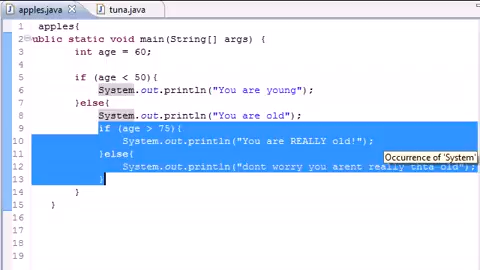 apples.java tuna.java
1 apples{
2 ublic static void main(String[] args) {
3 int age = 60;
4
5 if (age < 50){
6 System.out.println("You are young");
7 }else{
8 System.out.println("You are old");
9 if (age > 75){
10 System.out.println("You are REALLY old!");
11 }else{
Occurrence of 'System'
12 System.out.println("dont worry you arent really thta old");
13 }
14 }
15 }
16
17
18
19